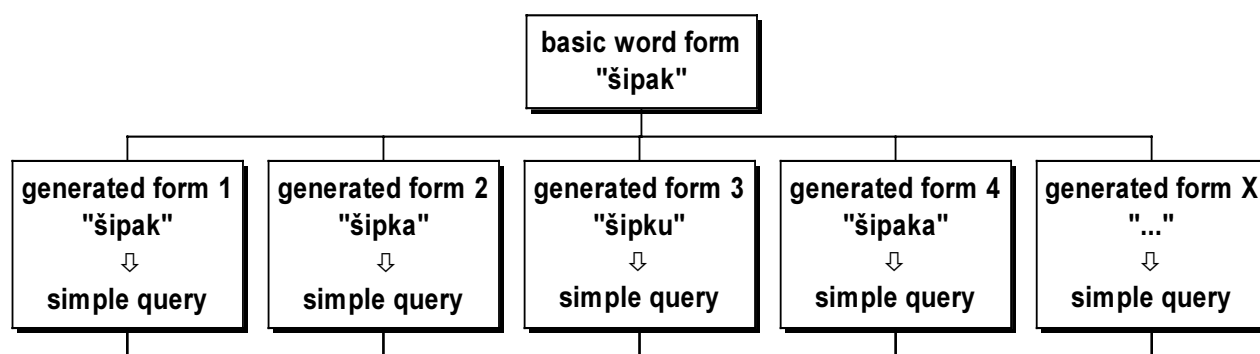 basic word form
"šipak"
generated form 1
"šipak"
⇩
simple query
generated form 2
"šipka"
⇩
simple query
generated form 3
"šipku"
⇩
simple query
generated form 4
"šipaka"
⇩
simple query
generated form X
"..."
⇩
simple query